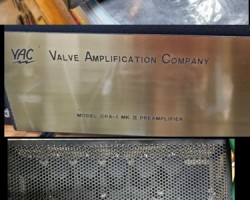 VAC
VALVE AMPLIFICATION COMPANY
MODEL CPA-1 MK II PREAMPLIFIER